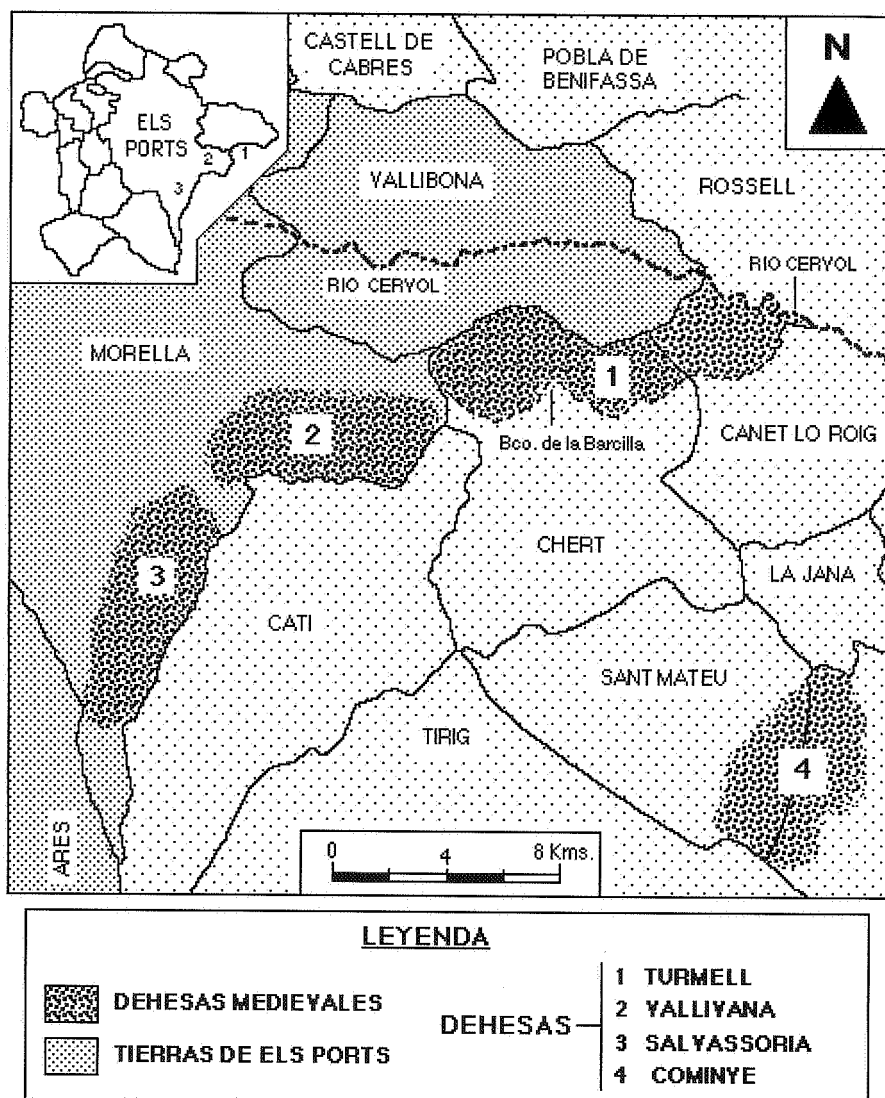 CASTELL DE
CABRES
POBLA DE
BENIFASSA
N
ELS
PORTS
2
1
3
VALLIBONA
ROSSELL
RIO CERVOL
RIO CERVOL
MORELLA
1
2
Bco. de la Barcilla
CANET LO ROIG
3
CHERT
LA JANA
CATI
SANT MATEU
TIRIG
4
ARES
0 4 8 Kms.
LEYENDA
DEHESAS MEDIEVALES
TIERRAS DE ELS PORTS
DEHESAS
1 TURMELL
2 VALLIVANA
3 SALVASSORIA
4 COMINYE